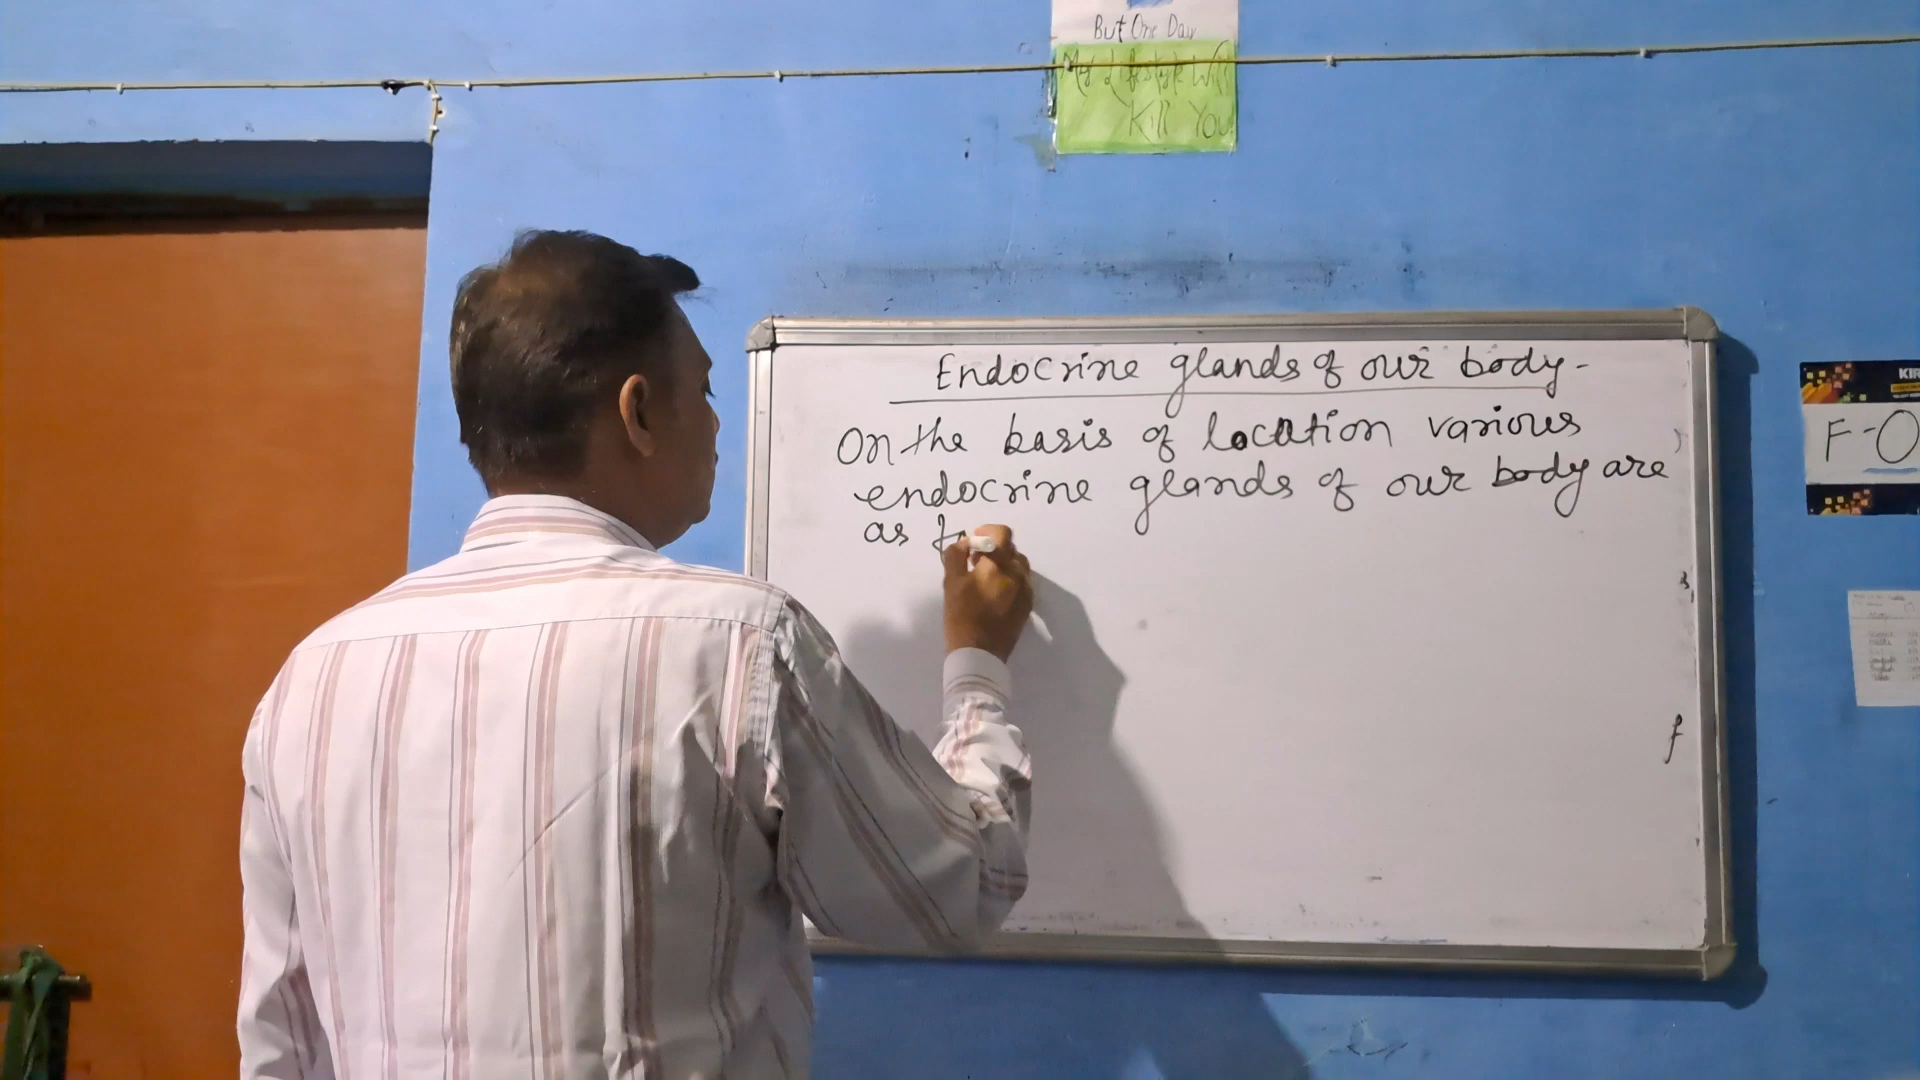 But One Day
My Lifestyle Will
Kill You
Endocrine glands of our body-
On the basis of location various
endocrine glands of our body are
as fo
KIR
F-O
f